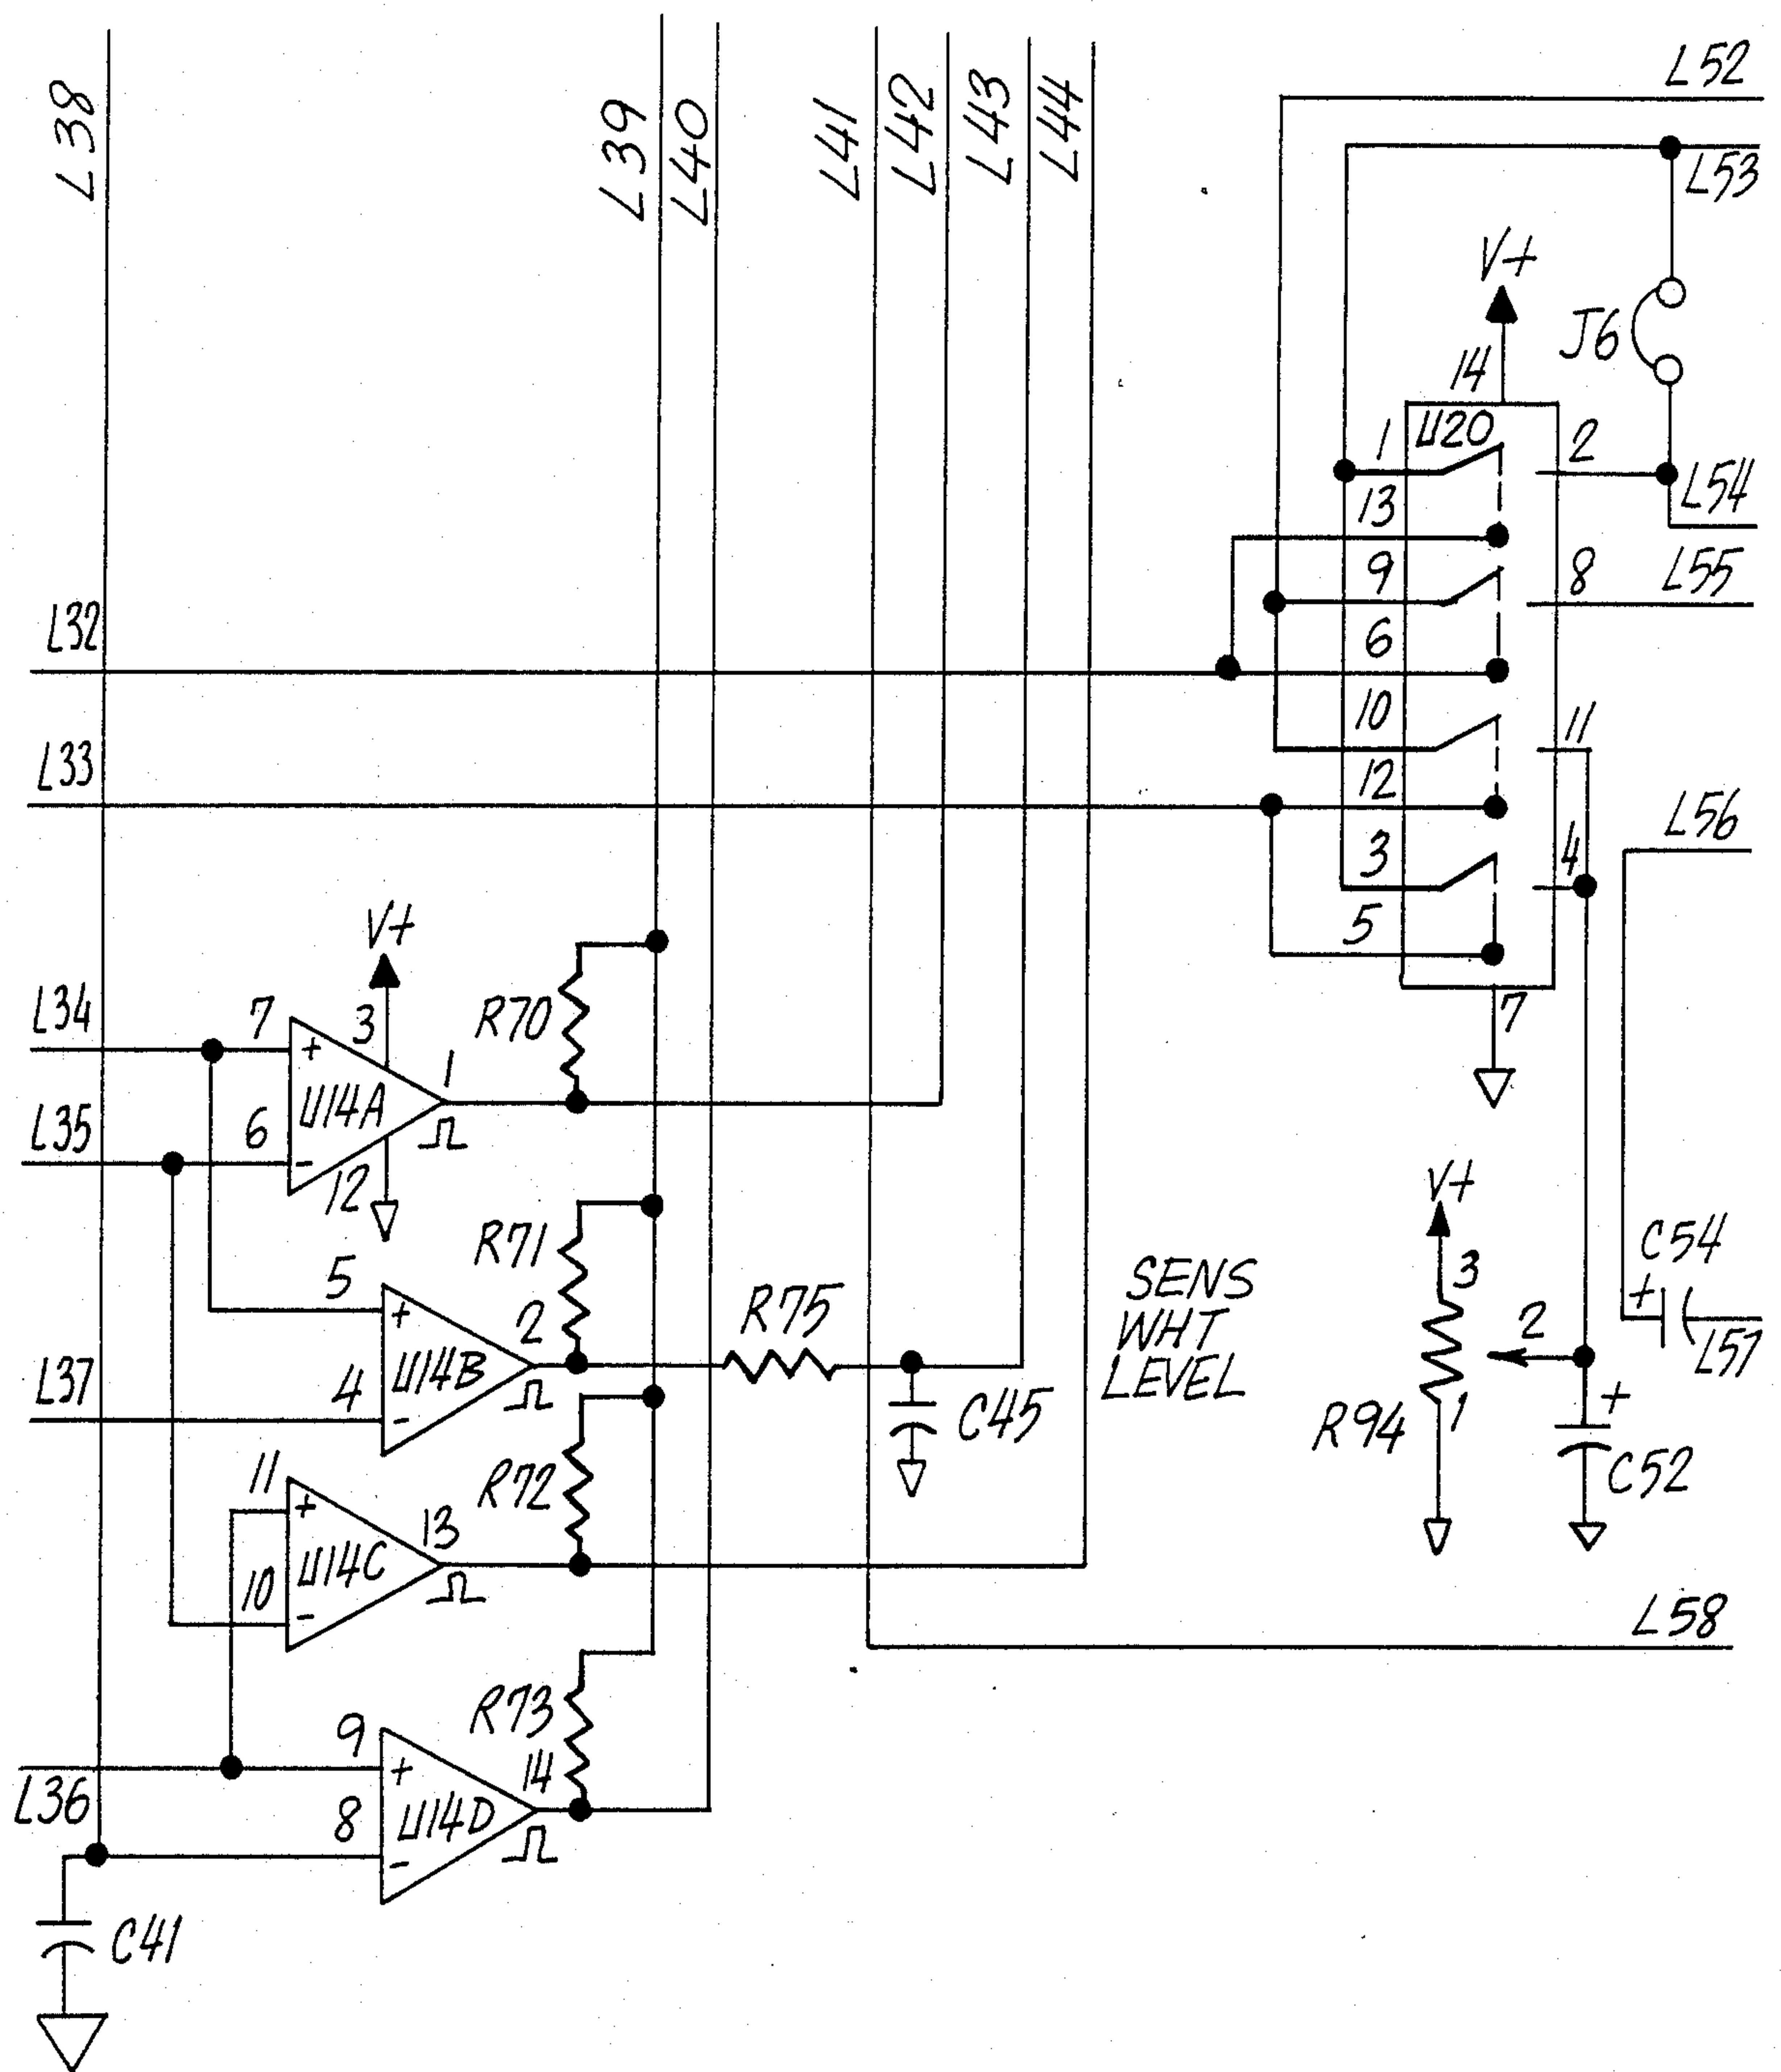 L38
L39
L40
L41
L42
L43
L44
L52
L53
V+
J6
14
U20
1
2
13
L54
9
8
L55
6
L32
10
11
L33
12
L56
3
4
5
V+
7
L34
7
3
R70
+
1
U14A
L35
6
-
12
V+
C54
R71
3
5
SENS
WHT
LEVEL
+
2
R75
2
+
L57
U14B
L37
4
-
C45
R94
1
+
C52
R72
11
+
13
U14C
10
-
L58
R73
9
14
+
L36
8
U14D
-
C41